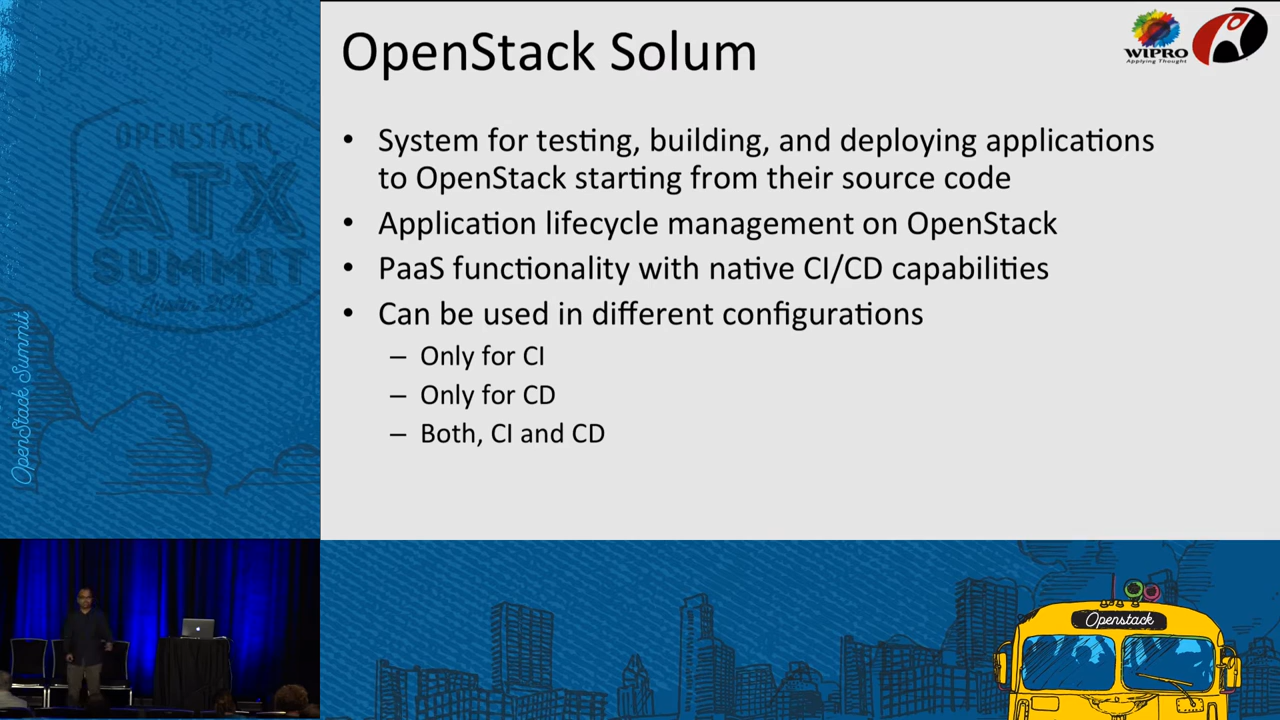 OpenStack Solum
WIPRO
Applying Thought
• System for testing, building, and deploying applications
to OpenStack starting from their source code
• Application lifecycle management on OpenStack
• PaaS functionality with native CI/CD capabilities
• Can be used in different configurations
– Only for CI
– Only for CD
– Both, CI and CD
OPENSTACK
ATX
SUMMIT
Austin 2016
OpenStack Summit
Openstack